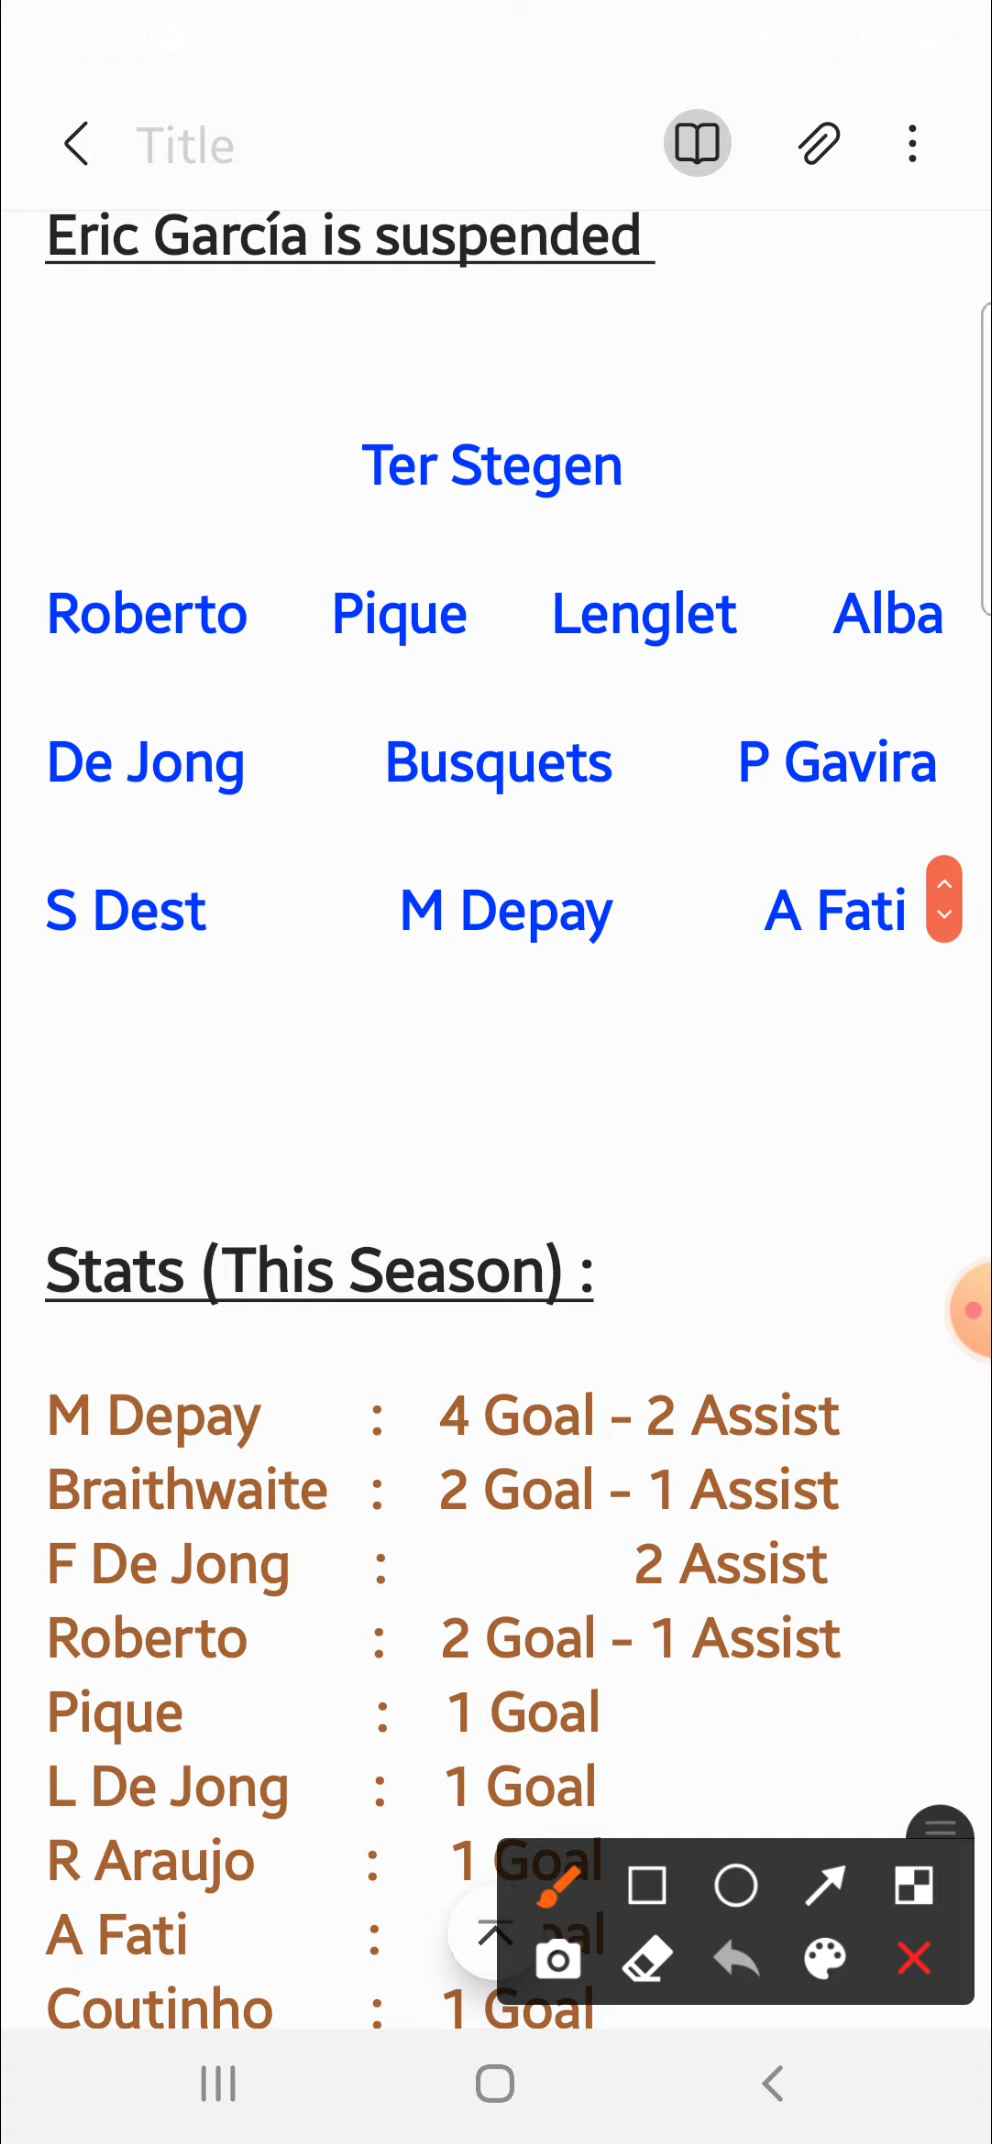 Title
Eric García is suspended
Ter Stegen
Roberto Pique Lenglet Alba
De Jong Busquets P Gavira
S Dest M Depay A Fati
Stats (This Season) :
M Depay : 4 Goal - 2 Assist
Braithwaite : 2 Goal - 1 Assist
F De Jong : 2 Assist
Roberto : 2 Goal - 1 Assist
Pique : 1 Goal
L De Jong : 1 Goal
R Araujo : 1 Goal
A Fati :
Coutinho : 1 Goal